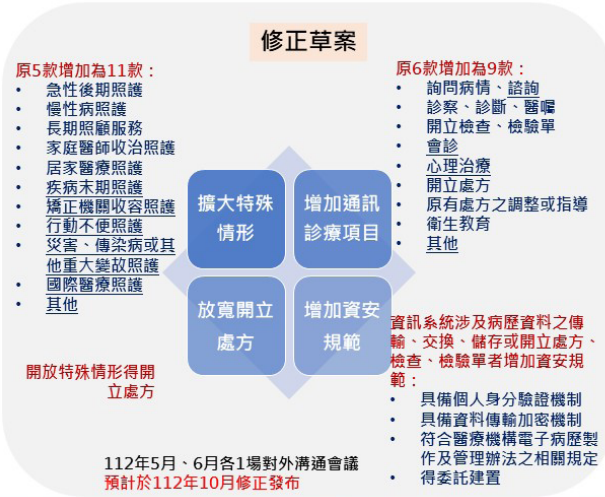 修正草案
原5款增加為11款：
• 急性後期照護
• 慢性病照護
• 長期照顧服務
• 家庭醫師收治照護
• 居家醫療照護
• 疾病末期照護
• 矯正機關收容照護
• 行動不便照護
• 災害、傳染病或其
他重大變故照護
• 國際醫療照護
• 其他
原6款增加為9款：
• 詢問病情、諮詢
• 診察、診斷、醫囑
• 開立檢查、檢驗單
• 會診
• 心理治療
• 開立處方
• 原有處方之調整或指導
• 衛生教育
• 其他
擴大特殊
情形
增加通訊
診療項目
放寬開立
處方
增加資安
規範
開放特殊情形得開
立處方
資訊系統涉及病歷資料之傳
輸、交換、儲存或開立處方、
檢查、檢驗單者增加資安規
範：
• 具備個人身分驗證機制
• 具備資料傳輸加密機制
• 符合醫療機構電子病歷製
作及管理辦法之相關規定
• 得委託建置
112年5月、6月各1場對外溝通會議
預計於112年10月修正發布